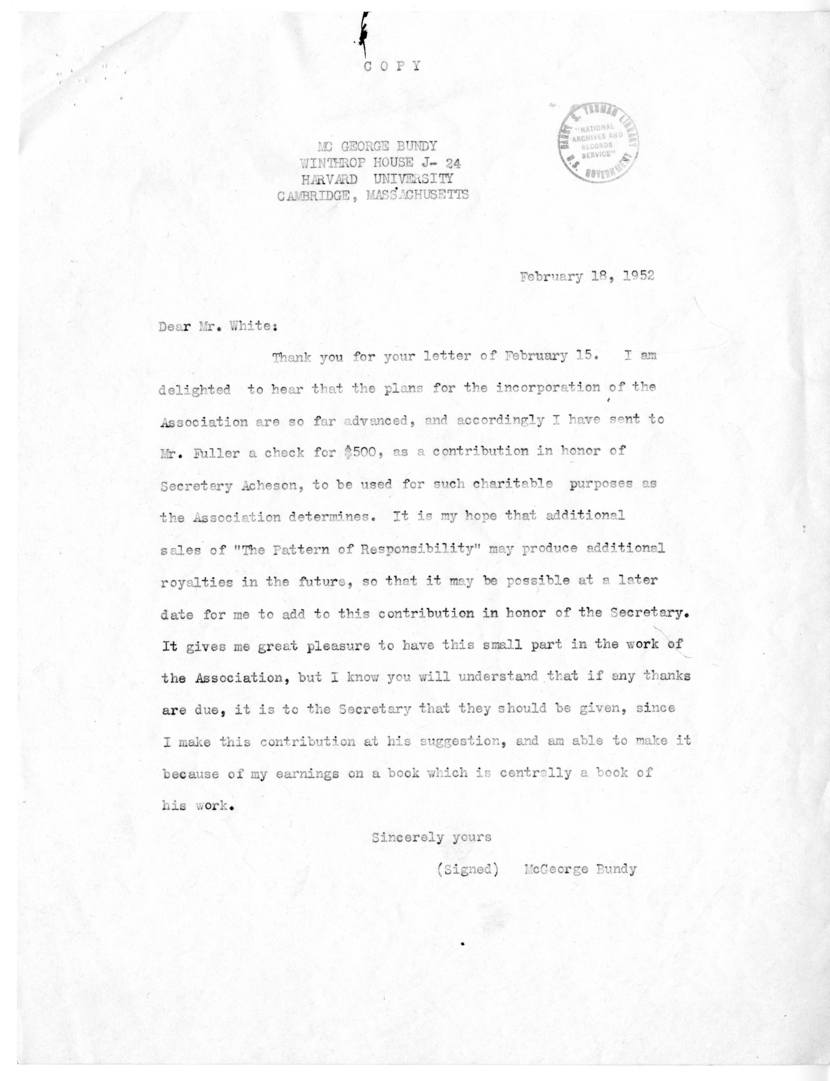 C O P Y
HARRY S. TRUMAN LIBRARY
"NATIONAL
ARCHIVES AND
RECORDS
SERVICE"
U.S. GOVERNMENT
MC GEORGE BUNDY
WINTHROP HOUSE J- 24
HARVARD UNIVERSITY
CAMBRIDGE, MASSACHUSETTS
February 18, 1952
Dear Mr. White:
Thank you for your letter of February 15. I am
delighted to hear that the plans for the incorporation of the
Association are so far advanced, and accordingly I have sent to
Mr. Fuller a check for $500, as a contribution in honor of
Secretary Acheson, to be used for such charitable purposes as
the Association determines. It is my hope that additional
sales of "The Pattern of Responsibility" may produce additional
royalties in the future, so that it may be possible at a later
date for me to add to this contribution in honor of the Secretary.
It gives me great pleasure to have this small part in the work of
the Association, but I know you will understand that if any thanks
are due, it is to the Secretary that they should be given, since
I make this contribution at his suggestion, and am able to make it
because of my earnings on a book which is centrally a book of
his work.
Sincerely yours
(Signed) McGeorge Bundy